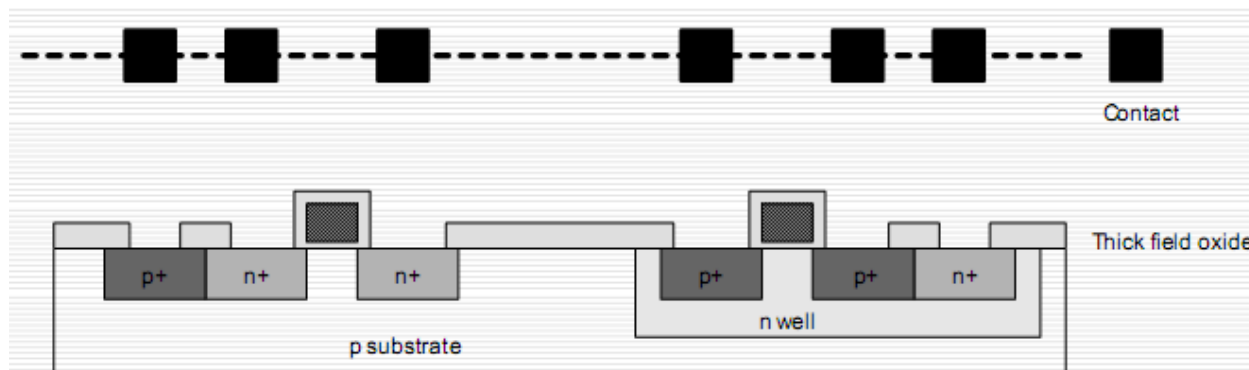 Contact
Thick field oxide
p+ n+ n+ p+ p+ n+
n well
p substrate